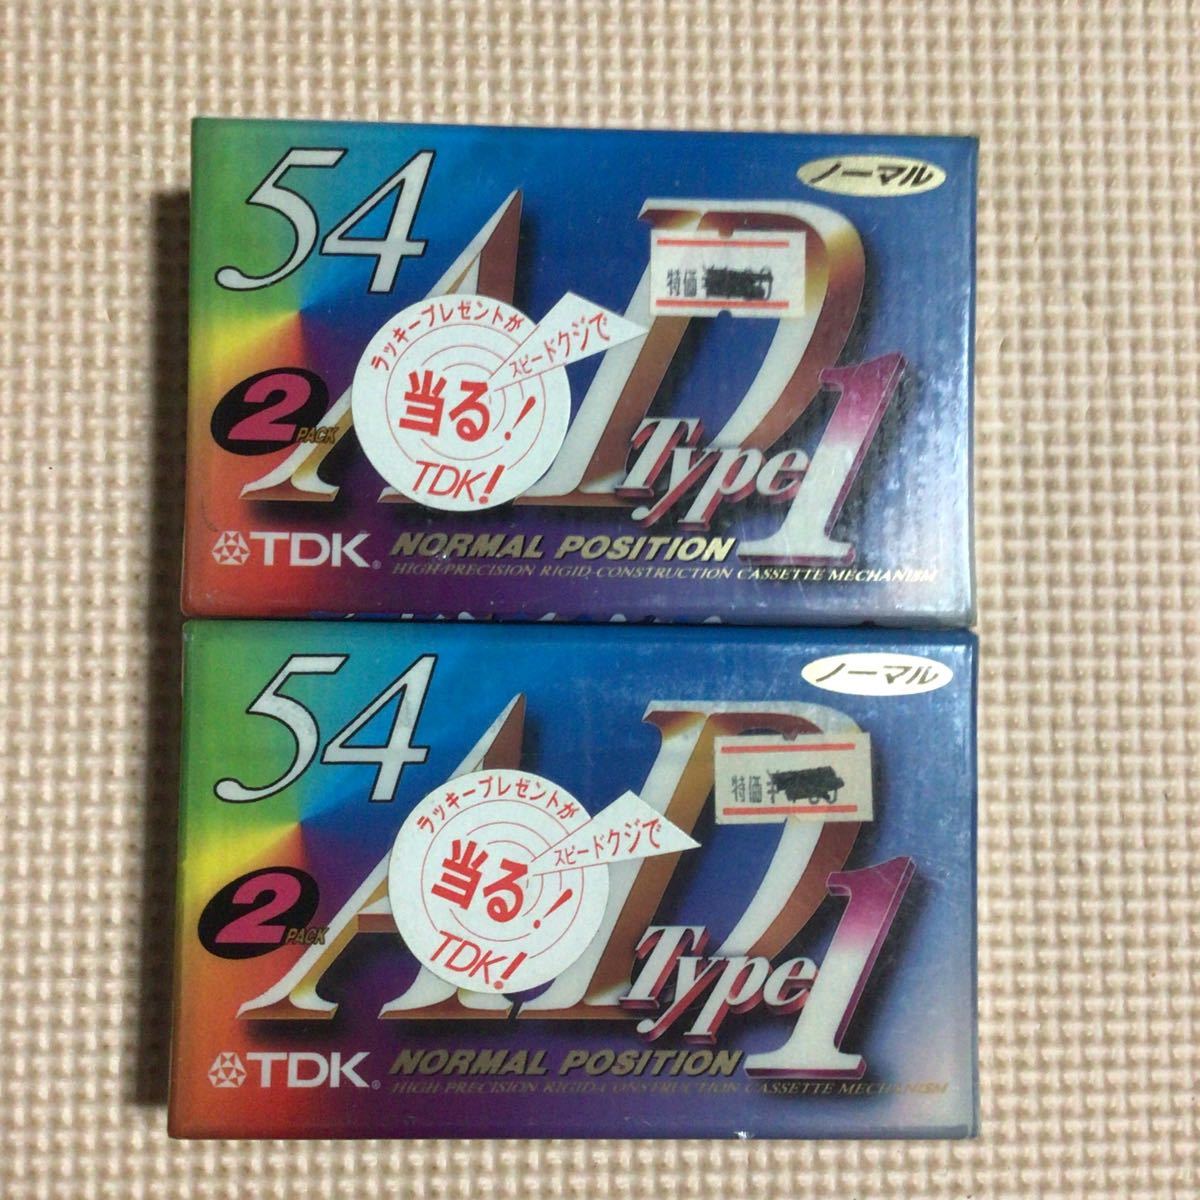 54
ノーマル
AD
特価
ラッキープレゼントが
スピードクジで
当る!
TDK!
2
PACK
Type1
TDK
NORMAL POSITION
HIGH-PRECISION RIGID-CONSTRUCTION CASSETTE MECHANISM
54
ノーマル
AD
特価 ¥
ラッキープレゼントが
スピードクジで
当る!
TDK!
2
PACK
Type1
TDK
NORMAL POSITION
HIGH-PRECISION RIGID-CONSTRUCTION CASSETTE MECHANISM